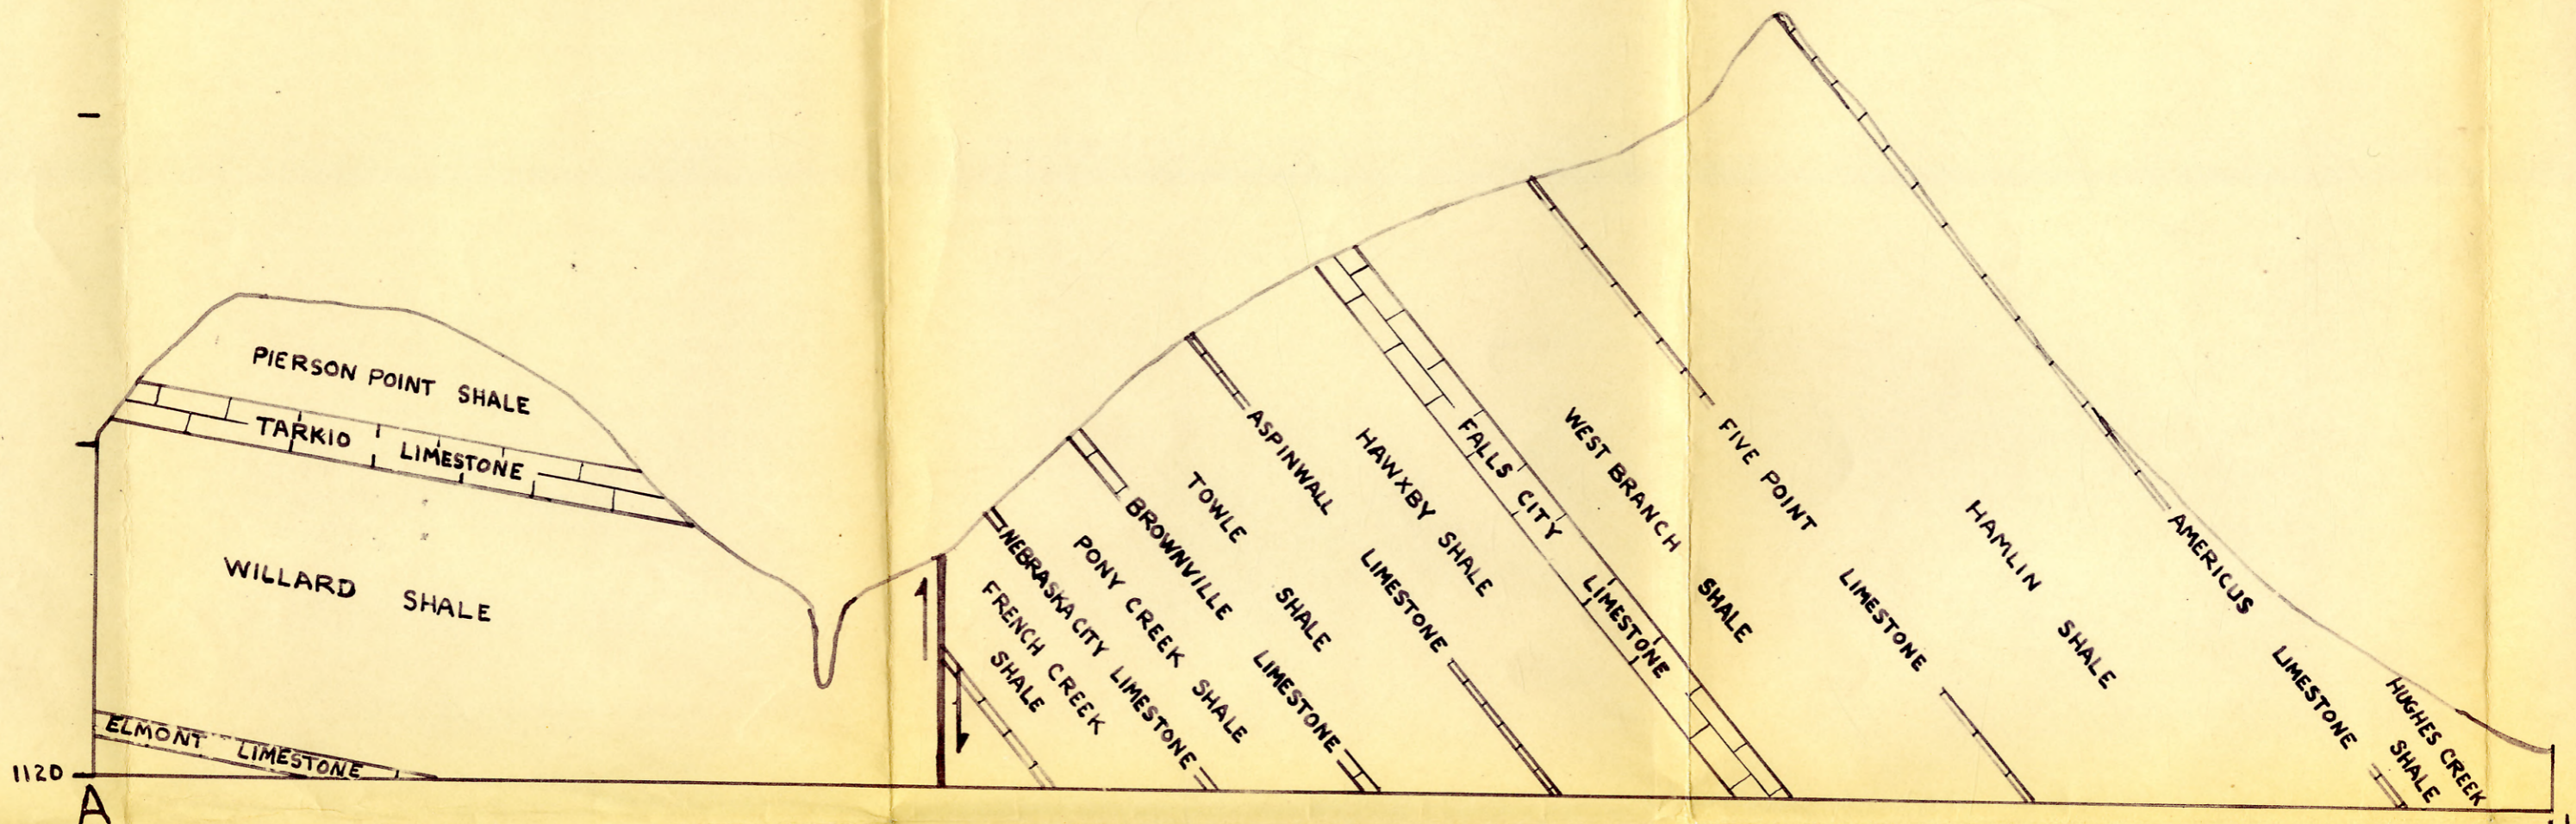 PIERSON POINT SHALE
TARKIO LIMESTONE
WILLARD SHALE
ELMONT LIMESTONE
1120
A
FRENCH CREEK
SHALE
NEBRASKA CITY LIMESTONE
PONY CREEK SHALE
BROWNVILLE LIMESTONE
TOWLE SHALE
ASPINWALL LIMESTONE
HAWXBY SHALE
FALLS CITY LIMESTONE
WEST BRANCH SHALE
FIVE POINT LIMESTONE
HAMLIN SHALE
AMERICUS LIMESTONE
HUGHES CREEK
SHALE